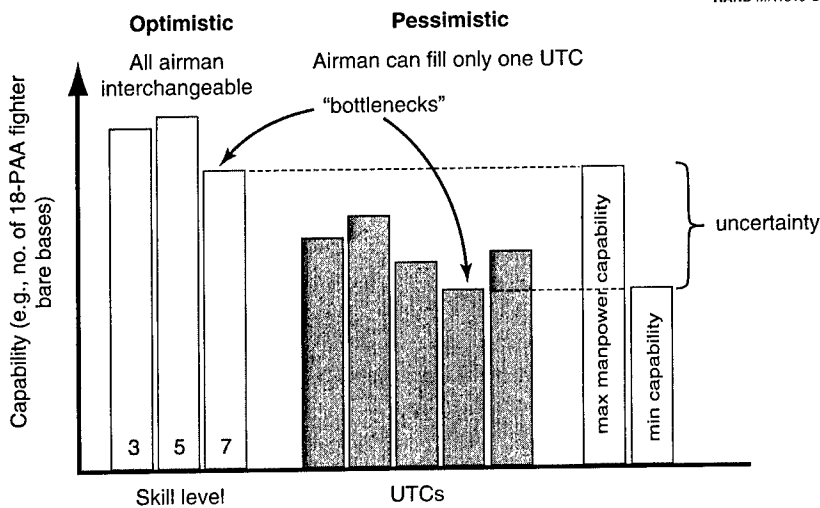 Optimistic
Pessimistic
All airman
interchangeable
Airman can fill only one UTC
"bottlenecks"
Capability (e.g., no. of 18-PAA fighter
bare bases)
uncertainty
max manpower capability
min capability
3 5 7
Skill level
UTCs